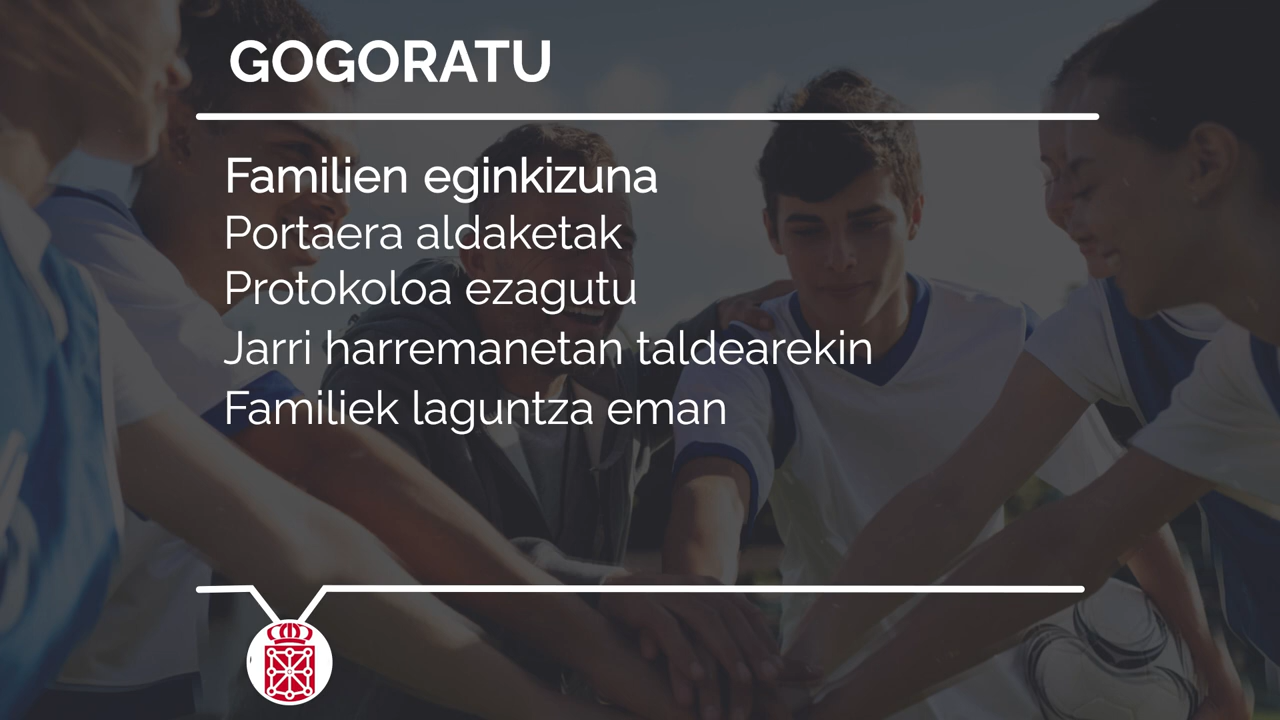 GOGORATU
Familien eginkizuna
Portaera aldaketak
Protokoloa ezagutu
Jarri harremanetan taldearekin
Familiek laguntza eman